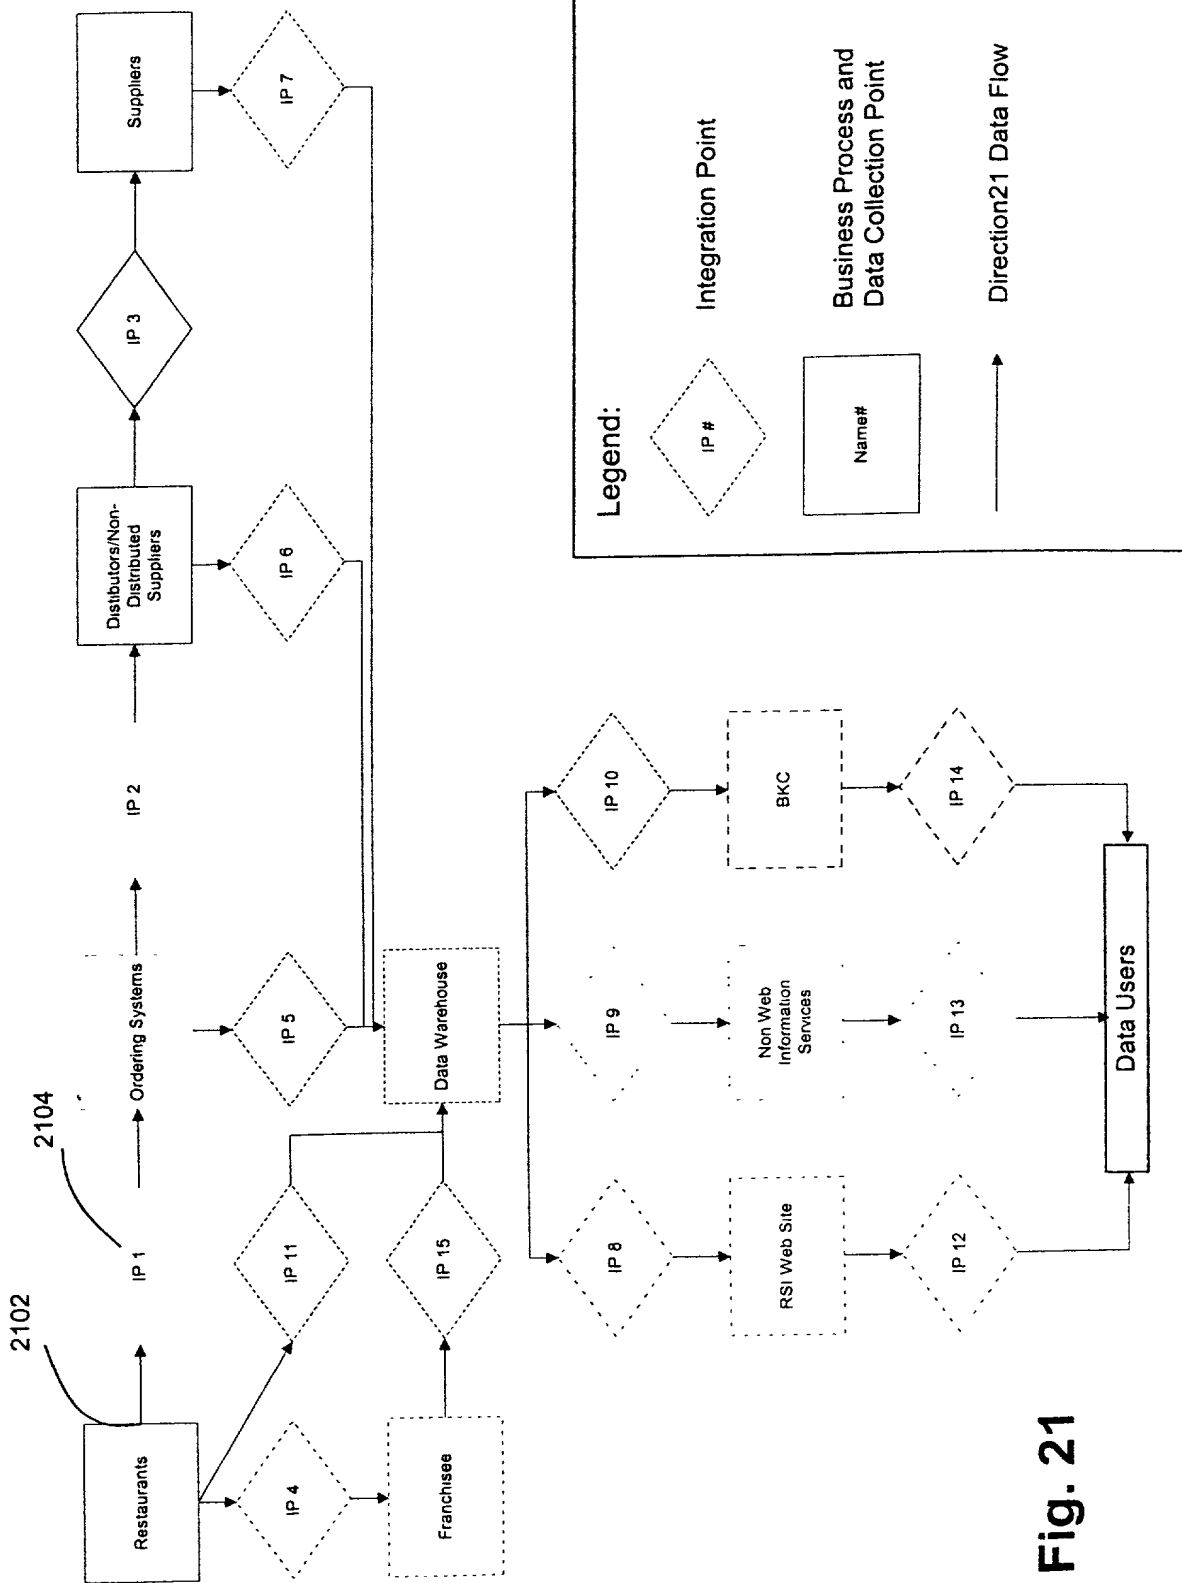 2102
2104
Restaurants
IP 1
Ordering Systems
IP 2
Distibutors/Non-
Distributed
Suppliers
IP 3
Suppliers
IP 4
IP 11
IP 5
IP 6
IP 7
Franchisee
IP 15
Data Warehouse
IP 8
IP 9
IP 10
RSI Web Site
Non Web
Information
Services
BKC
IP 12
IP 13
IP 14
Data Users
Legend:
IP #
Integration Point
Name#
Business Process and
Data Collection Point
Direction21 Data Flow
Fig. 21